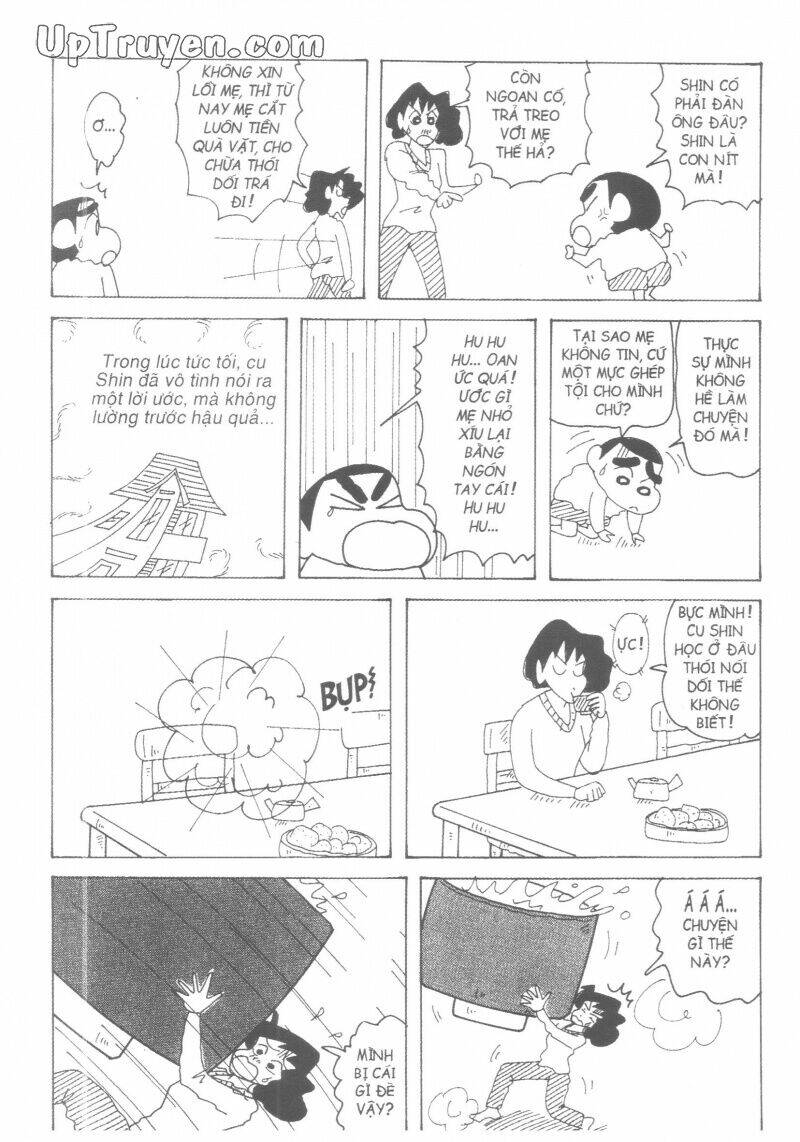 UpTruyen.com
SHIN CÓ
PHẢI ĐÀN
ÔNG ĐÂU?
SHIN LÀ
CON NÍT
MÀ!
CÒN
NGOAN CỐ,
TRẢ TREO
VỚI MẸ
THẾ HẢ?
KHÔNG XIN
LỖI MẸ, THÌ TỪ
NAY MẸ CẮT
LUÔN TIỀN
QUÀ VẶT, CHO
CHỪA THÓI
DỐI TRÁ
ĐI!
Ơ...
THỰC
SỰ MÌNH
KHÔNG
HỀ LÀM
CHUYỆN
ĐÓ MÀ!
TẠI SAO MẸ
KHÔNG TIN, CỨ
MỘT MỰC GHÉP
TỘI CHO MÌNH
CHỨ?
HU HU
HU... OAN
ỨC QUÁ!
ƯỚC GÌ
MẸ NHỎ
XÍU LẠI
BẰNG
NGÓN
TAY CÁI!
HU HU
HU...
Trong lúc tức tối, cu
Shin đã vô tình nói ra
một lời ước, mà không
lường trước hậu quả...
BỰC MÌNH!
CU SHIN
HỌC Ở ĐÂU
THÓI NÓI
DỐI THẾ
KHÔNG
BIẾT!
ỰC!
BỤP!
Á Á Á...
CHUYỆN
GÌ THẾ
NÀY?
MÌNH
BỊ CÁI
GÌ ĐÈ
VẬY?